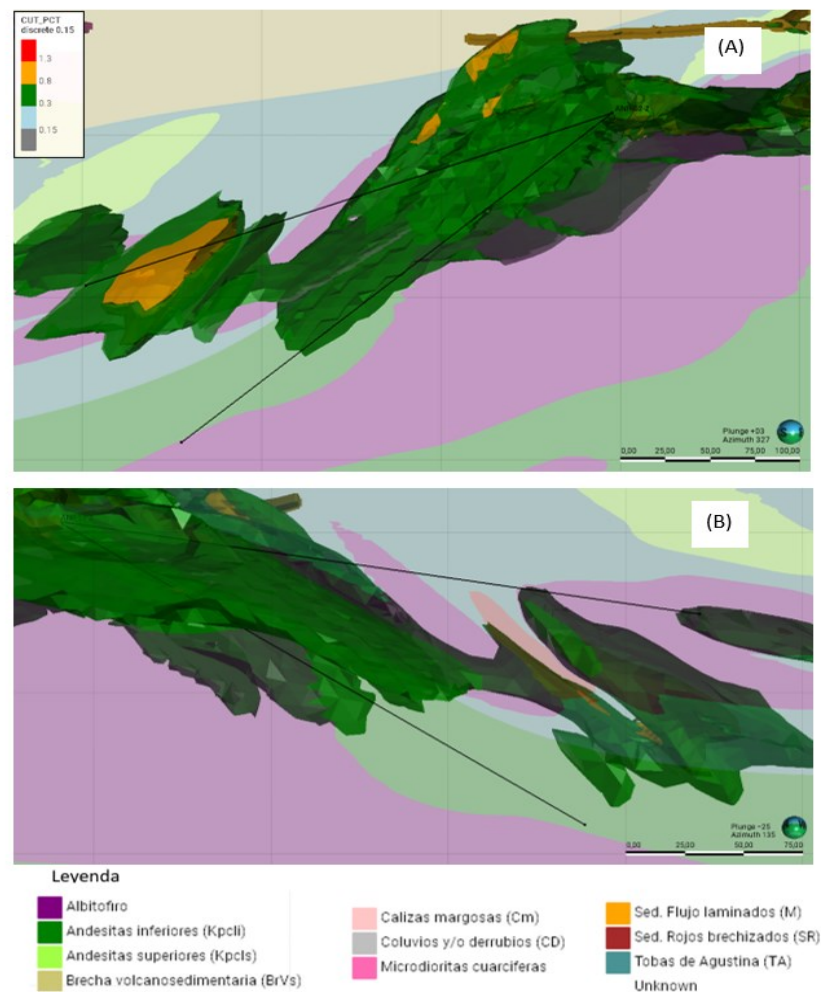 CUT_PCT
discrete 0.15
1.3
0.8
0.3
0.15
(A)
Plunge +03
Azimuth 327
0,00 25,00 50,00 75,00 100,00
(B)
Plunge −25
Azimuth 135
0,00 25,00 50,00 75,00
Leyenda
Albitofiro
Andesitas inferiores (Kpcli)
Andesitas superiores (Kpcls)
Brecha volcanosedimentaria (BrVs)
Calizas margosas (Cm)
Coluvios y/o derrubios (CD)
Microdioritas cuarciferas
Sed. Flujo laminados (M)
Sed. Rojos brechizados (SR)
Tobas de Agustina (TA)
Unknown